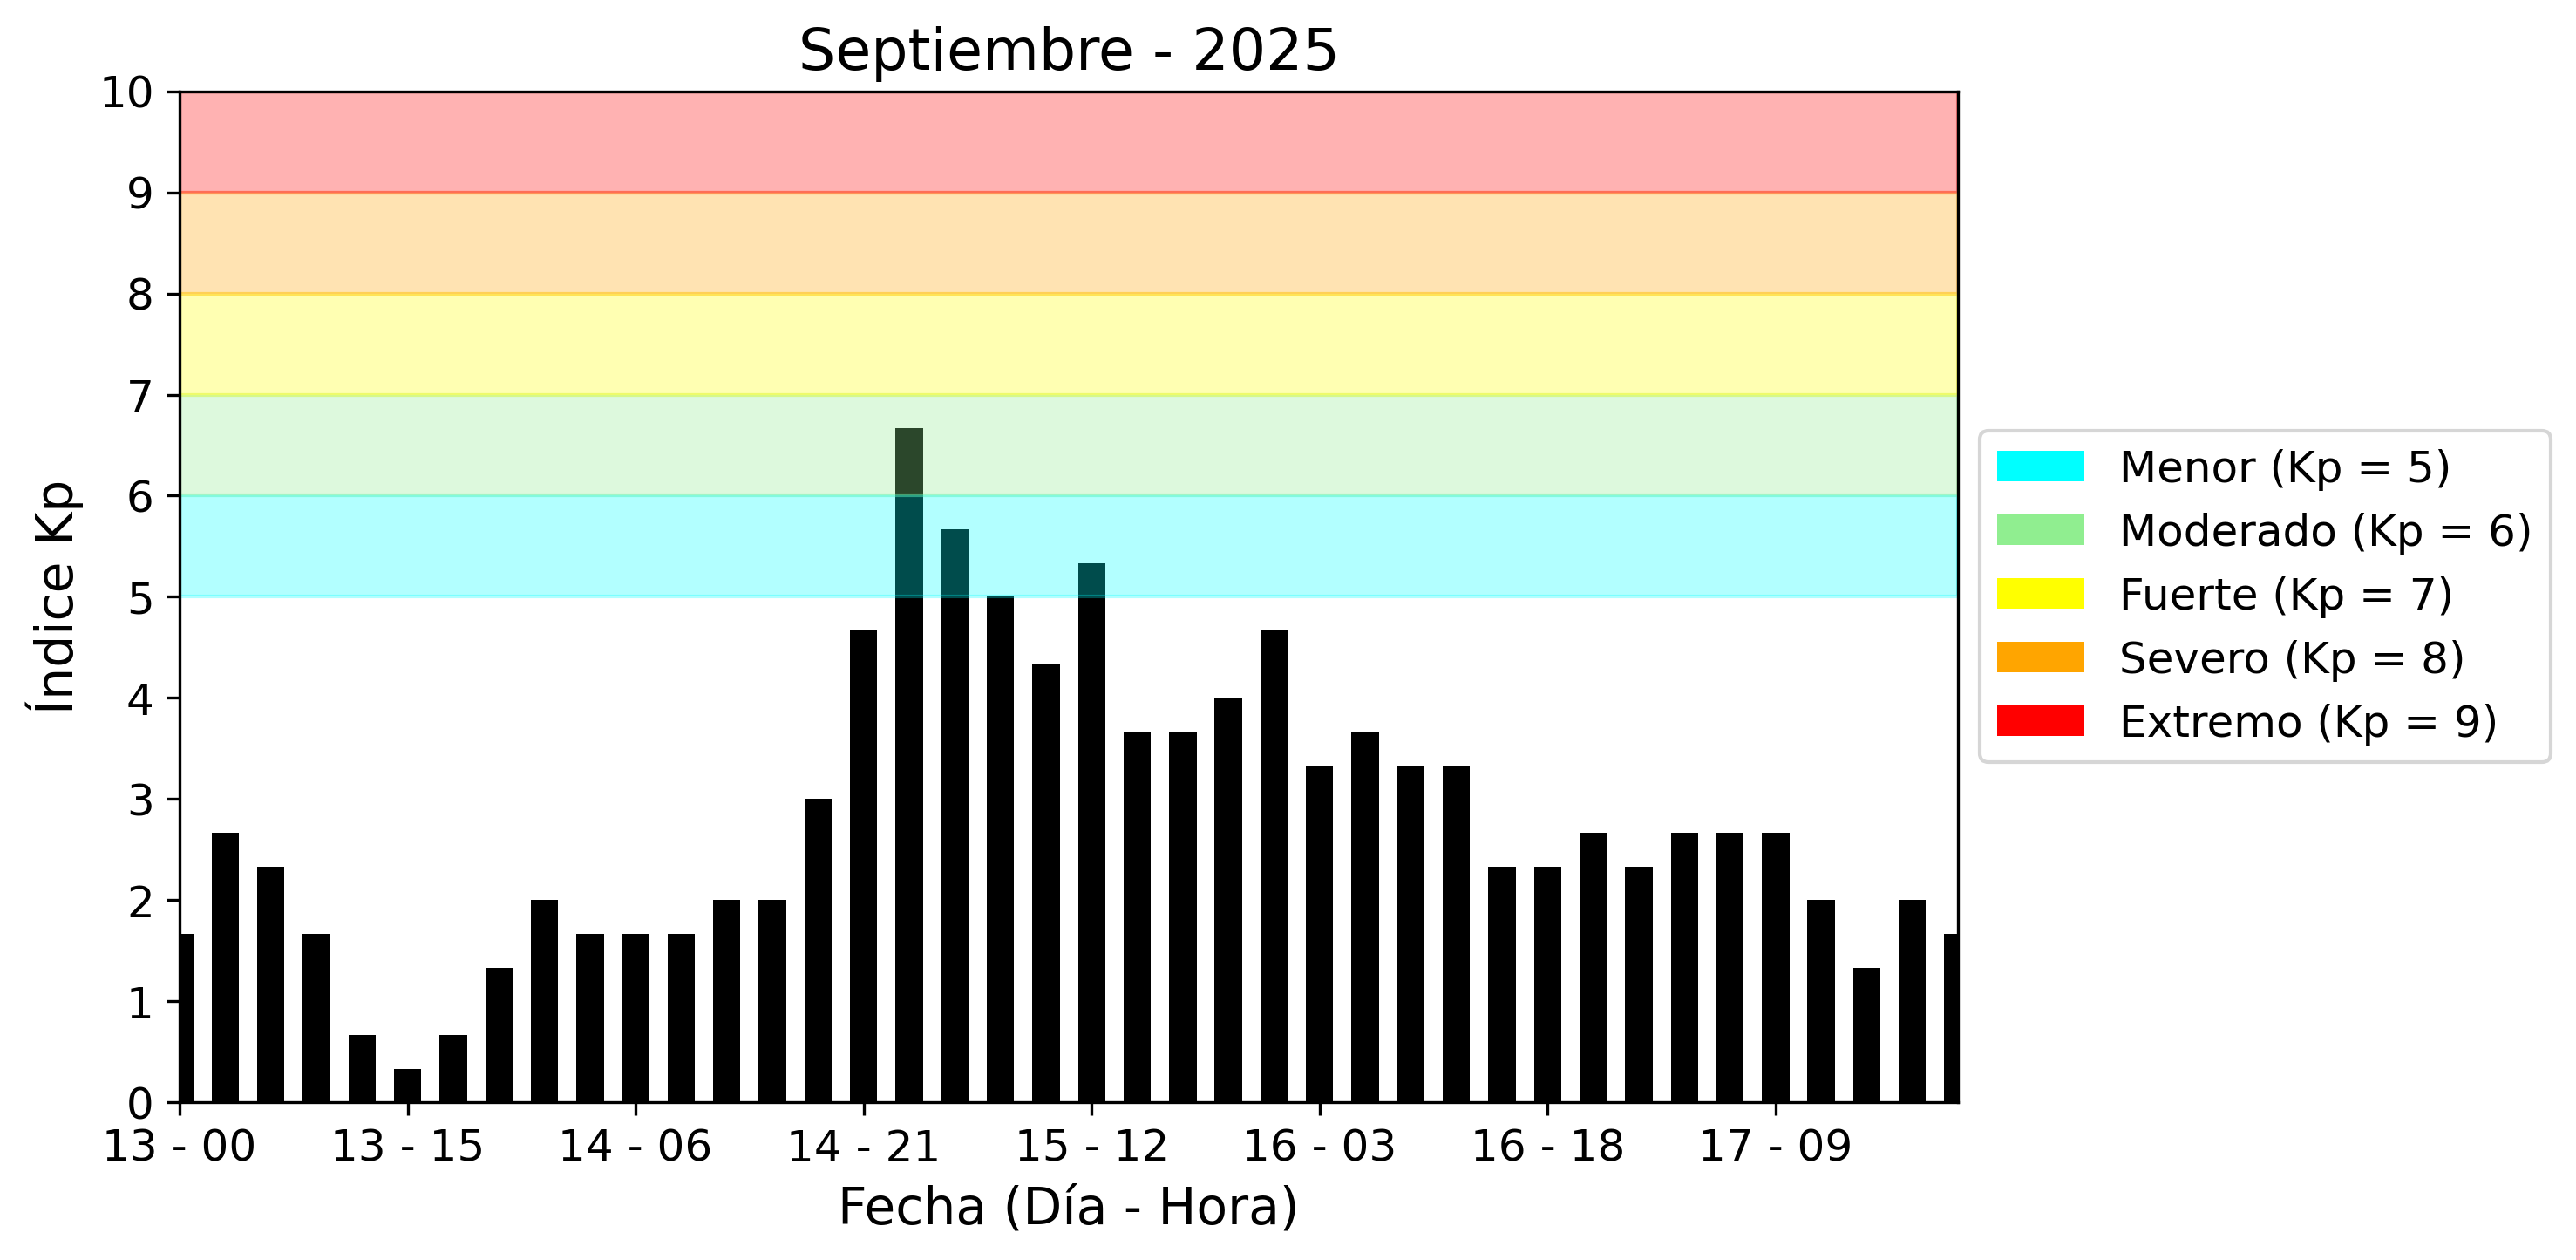 Septiembre - 2025
10
9
8
7
6
5
4
3
2
1
0
Índice Kp
13 - 00
13 - 15
14 - 06
14 - 21
15 - 12
16 - 03
16 - 18
17 - 09
Fecha (Día - Hora)
Menor (Kp = 5)
Moderado (Kp = 6)
Fuerte (Kp = 7)
Severo (Kp = 8)
Extremo (Kp = 9)